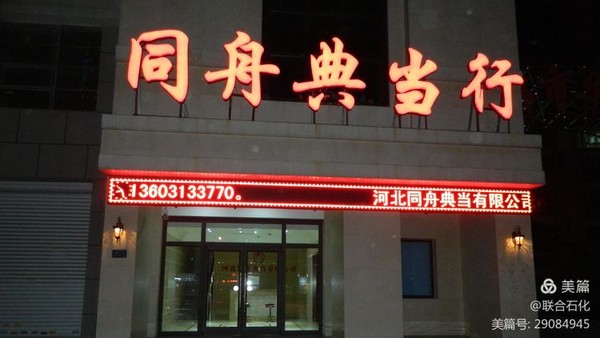 同舟典当行
13603133770。 河北同舟典当有限公司
美篇
@联合石化
美篇号: 29084945